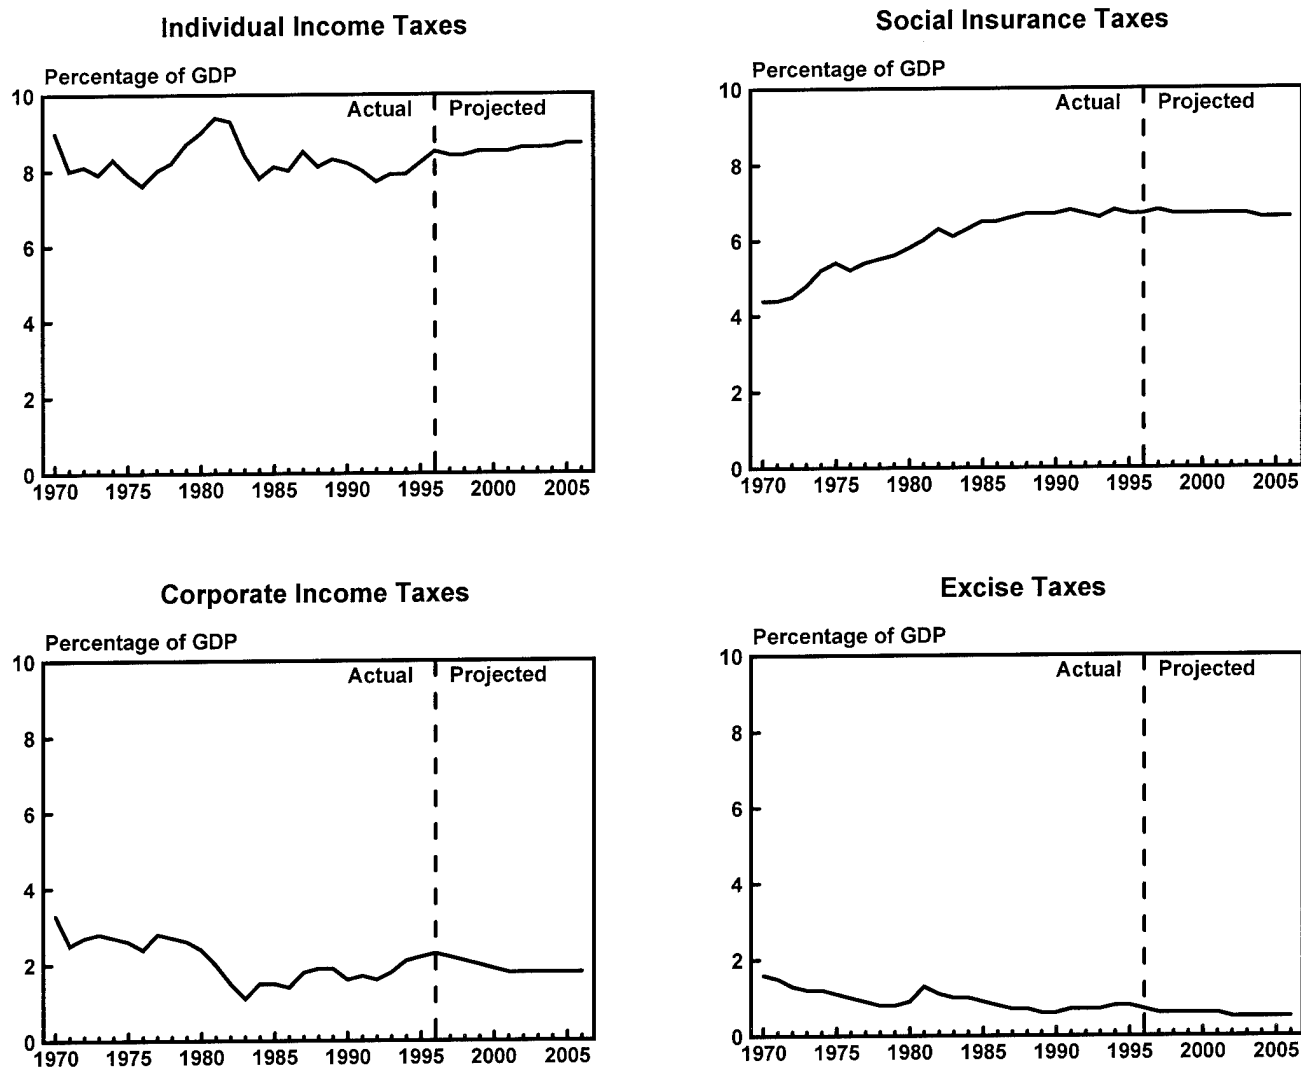 Individual Income Taxes
Percentage of GDP
10
Actual
Projected
8
6
4
2
0
1970 1975 1980 1985 1990 1995 2000 2005
Social Insurance Taxes
Percentage of GDP
10
Actual
Projected
8
6
4
2
0
1970 1975 1980 1985 1990 1995 2000 2005
Corporate Income Taxes
Percentage of GDP
10
Actual
Projected
8
6
4
2
0
1970 1975 1980 1985 1990 1995 2000 2005
Excise Taxes
Percentage of GDP
10
Actual
Projected
8
6
4
2
0
1970 1975 1980 1985 1990 1995 2000 2005